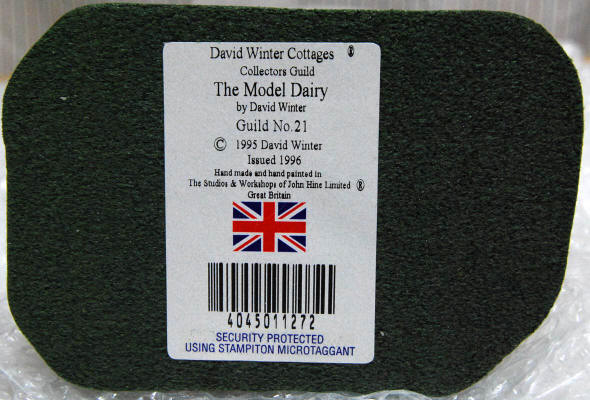 David Winter Cottages ®
Collectors Guild
The Model Dairy
by David Winter
Guild No.21
© 1995 David Winter
Issued 1996
Hand made and hand painted in
The Studios & Workshops of John Hine Limited ®
Great Britain
4045011272
SECURITY PROTECTED
USING STAMPITON MICROTAGGANT